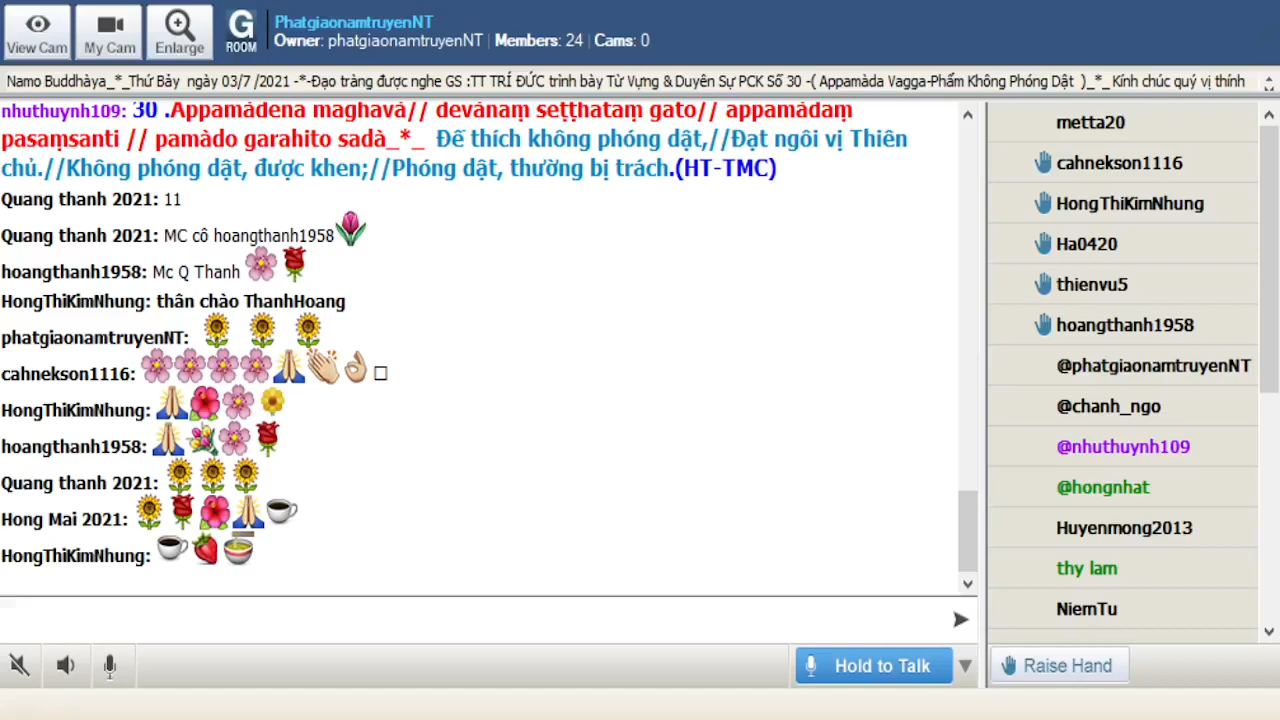 View Cam
My Cam
Enlarge
G
ROOM
PhatgiaonamtruyenNT
Owner: phatgiaonamtruyenNT | Members: 24 | Cams: 0
Namo Buddhàya_*_Thứ Bảy ngày 03/7 /2021 -*-Đạo tràng được nghe GS :TT TRÍ ĐỨC trình bày Từ Vựng & Duyên Sự PCK Số 30 -( Appamàda Vagga-Phẩm Không Phóng Dật )_*_ Kính chúc quý vị thính
nhuthuynh109: 30 .Appamàdena maghavà// devánaṃ seṭṭhataṃ gato// appamádaṃ
pasaṃsanti // pamàdo garahito sadà_*_ Đế thích không phóng dật,//Đạt ngôi vị Thiên
chủ.//Không phóng dật, được khen;//Phóng dật, thường bị trách.(HT-TMC)
Quang thanh 2021: 11
Quang thanh 2021: MC cô hoangthanh1958
hoangthanh1958: Mc Q Thanh
HongThiKimNhung: thân chào ThanhHoang
phatgiaonamtruyenNT:
cahnekson1116:
HongThiKimNhung:
hoangthanh1958:
Quang thanh 2021:
Hong Mai 2021:
HongThiKimNhung:
Hold to Talk
metta20
cahnekson1116
HongThiKimNhung
Ha0420
thienvu5
hoangthanh1958
@phatgiaonamtruyenNT
@chanh_ngo
@nhuthuynh109
@hongnhat
Huyenmong2013
thy lam
NiemTu
Raise Hand